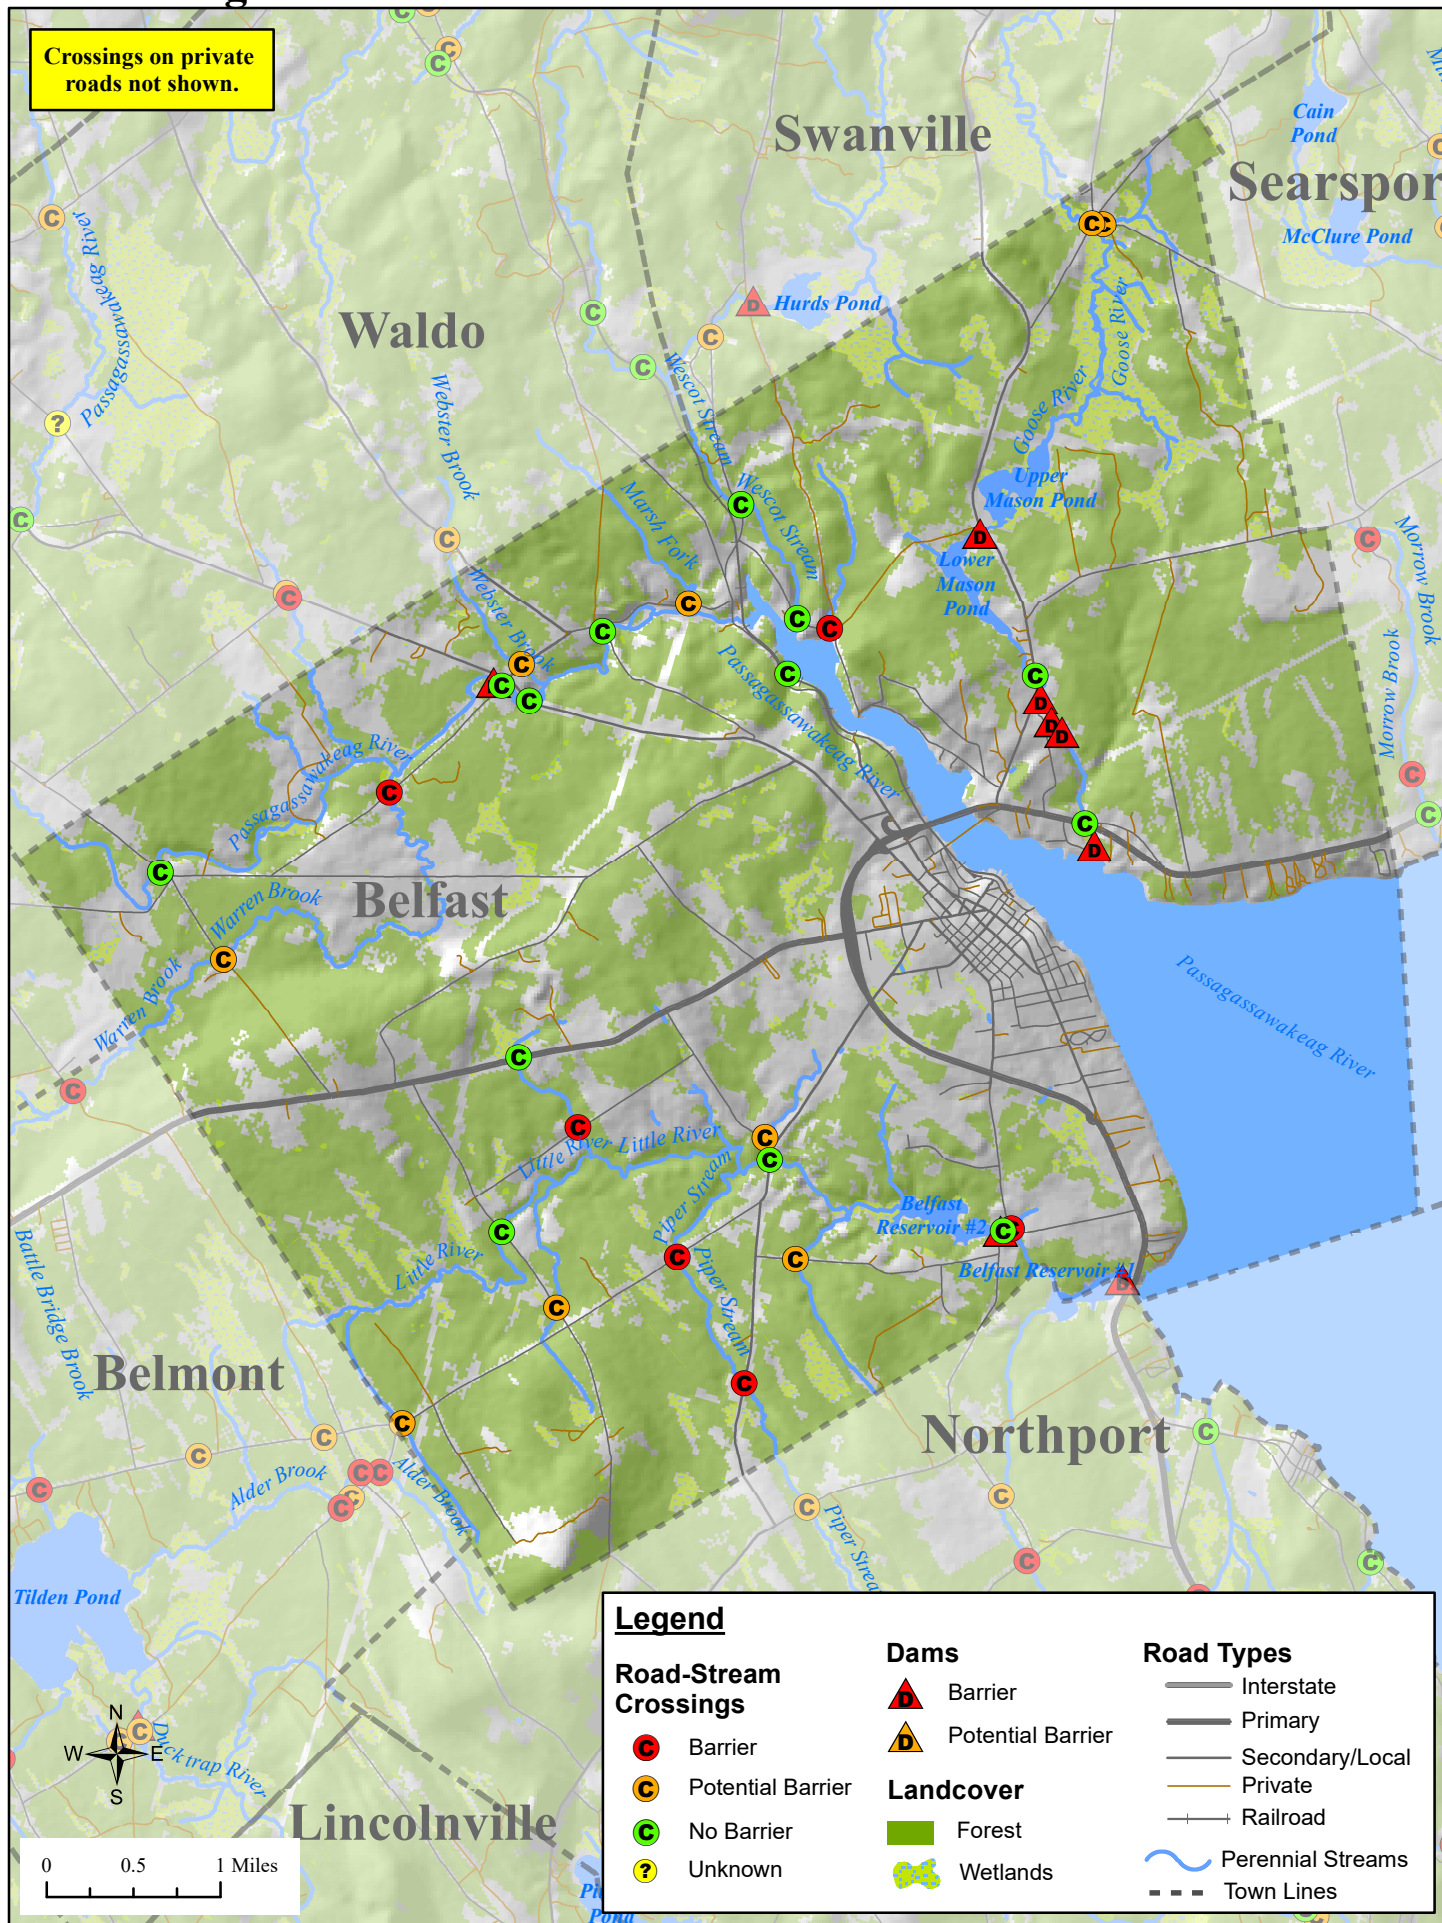 Crossings on private
roads not shown.
Swanville
Cain
Pond
Searspor
McClure Pond
Passagassawakeag River
Hurds Pond
Waldo
Goose River
Goose River
Webster Brook
Wescot Stream
Wescot Stream
Upper
Mason Pond
Marsh Fork
Lower
Mason
Pond
Morrow Brook
Morrow Brook
Webster Brook
Passagassawakeag River
Passagassawakeag River
Belfast
Warren Brook
Warren Brook
Passagassawakeag River
Little River
Little River
Piper Stream
Belfast
Reservoir #2
Little River
Piper Stream
Belfast Reservoir #1
Battle Bridge Brook
Belmont
Northport
Alder Brook
Alder Brook
Piper Strea
Tilden Pond
Ducktrap River
Lincolnville
Pond
N
W E
S
0 0.5 1 Miles
Legend
Road-Stream
Crossings
C Barrier
C Potential Barrier
C No Barrier
? Unknown
Dams
D Barrier
D Potential Barrier
Landcover
Forest
Wetlands
Road Types
Interstate
Primary
Secondary/Local
Private
Railroad
Perennial Streams
Town Lines